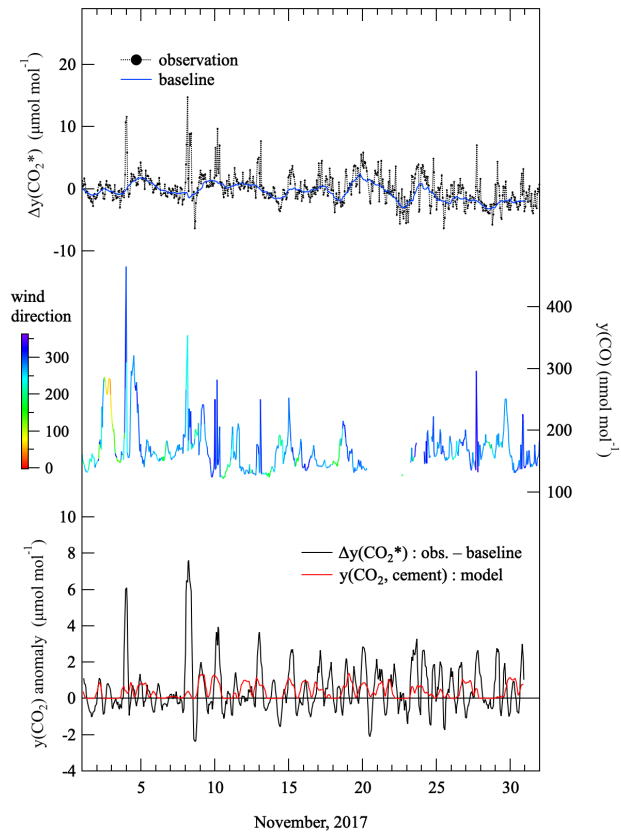 observation
baseline
20
10
0
-10
Δy(CO₂*) (μmol mol⁻¹)
wind
direction
300
200
100
0
400
300
200
100
y(CO) (nmol mol⁻¹)
10
8
6
4
2
0
-2
-4
y(CO₂) anomaly (μmol mol⁻¹)
Δy(CO₂*) : obs. – baseline
y(CO₂, cement) : model
5
10
15
20
25
30
November, 2017